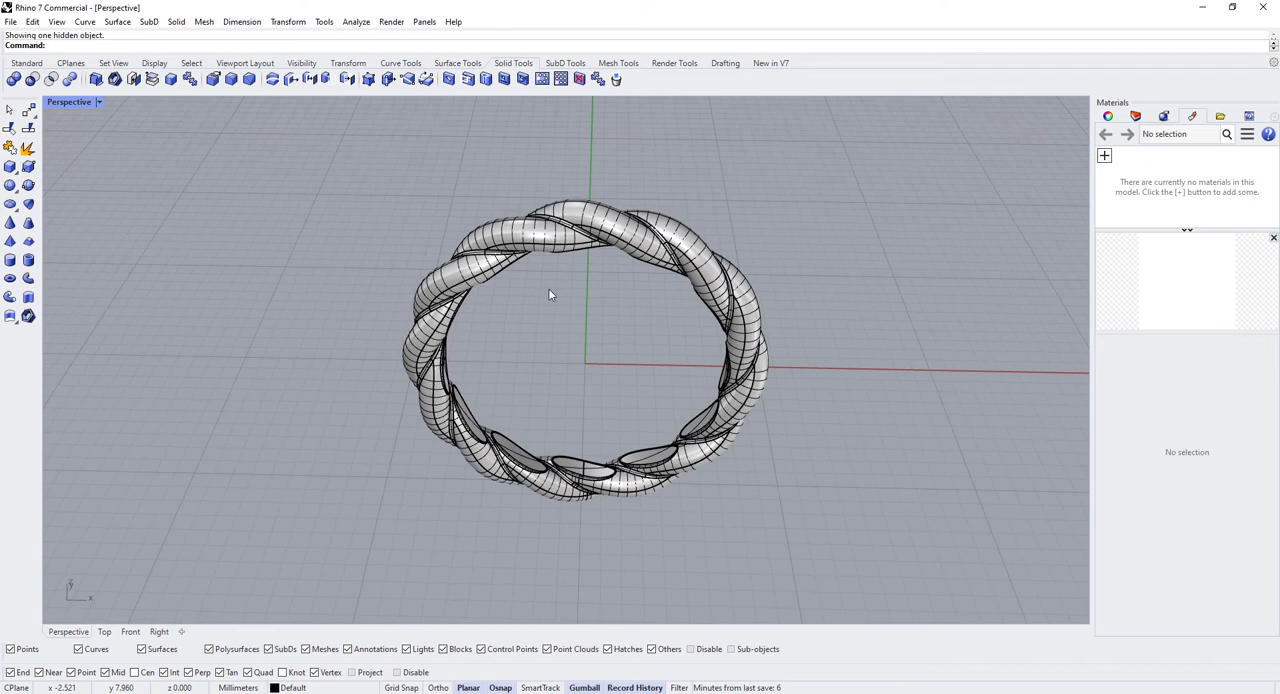 Rhino 7 Commercial - [Perspective]
File Edit View Curve Surface SubD Solid Mesh Dimension Transform Tools Analyze Render Panels Help
Showing one hidden object.
Command:
Standard CPlanes Set View Display Select Viewport Layout Visibility Transform Curve Tools Surface Tools Solid Tools SubD Tools Mesh Tools Render Tools Drafting New in V7
Perspective
Materials
No selection
There are currently no materials in this
model. Click the [+] button to add some.
No selection
y
x
Perspective Top Front Right
Points Curves Surfaces Polysurfaces SubDs Meshes Annotations Lights Blocks Control Points Point Clouds Hatches Others Disable Sub-objects
End Near Point Mid Cen Int Perp Tan Quad Knot Vertex Project Disable
CPlane x -2.521 y 7.960 z 0.000 Millimeters Default Grid Snap Ortho Planar Osnap SmartTrack Gumball Record History Filter Minutes from last save: 6